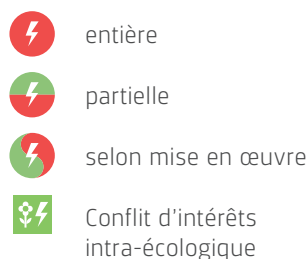 entière
partielle
selon mise en œuvre
Conflit d’intérêts
intra-écologique